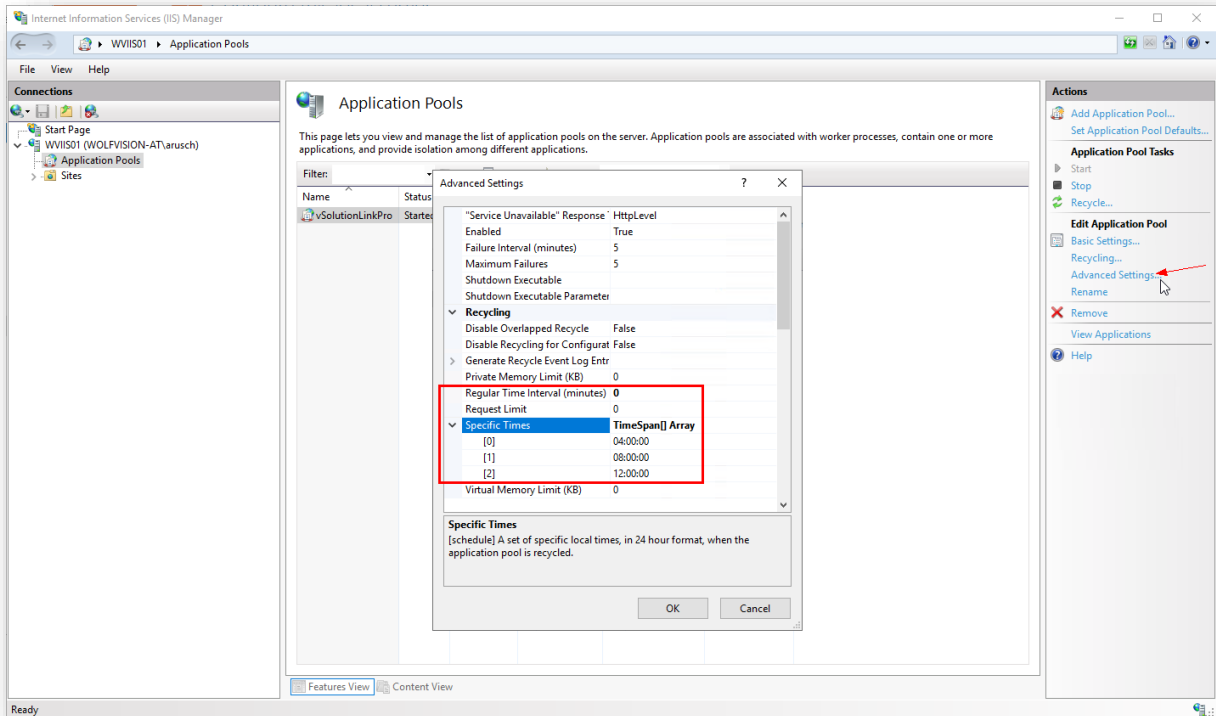 Internet Information Services (IIS) Manager
WVIIS01 Application Pools
File View Help
Connections
Start Page
WVIIS01 (WOLFVISION-AT\arusch)
Application Pools
Sites
Application Pools
This page lets you view and manage the list of application pools on the server. Application pools are associated with worker processes, contain one or more
applications, and provide isolation among different applications.
Filter:
Name Status
vSolutionLinkPro Started
Advanced Settings ?
"Service Unavailable" Response HttpLevel
Enabled True
Failure Interval (minutes) 5
Maximum Failures 5
Shutdown Executable
Shutdown Executable Parameter
Recycling
Disable Overlapped Recycle False
Disable Recycling for Configurat False
Generate Recycle Event Log Entr
Private Memory Limit (KB) 0
Regular Time Interval (minutes) 0
Request Limit 0
Specific Times TimeSpan[] Array
[0] 04:00:00
[1] 08:00:00
[2] 12:00:00
Virtual Memory Limit (KB) 0
Specific Times
[schedule] A set of specific local times, in 24 hour format, when the
application pool is recycled.
OK Cancel
Features View Content View
Actions
Add Application Pool...
Set Application Pool Defaults...
Application Pool Tasks
Start
Stop
Recycle...
Edit Application Pool
Basic Settings...
Recycling...
Advanced Settings...
Rename
Remove
View Applications
Help
Ready